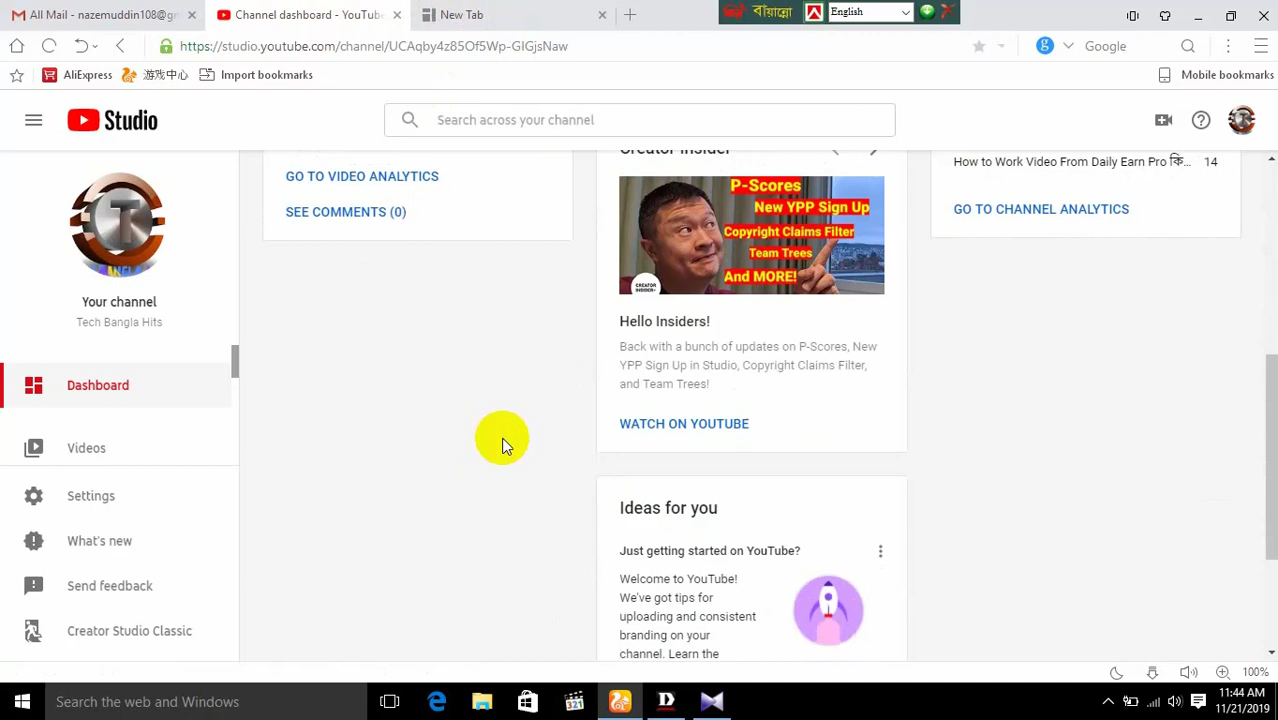 All Mail - tazemuddin108@gm
Channel dashboard - YouTube
New Tab
বাঁয়ান্নো
English
https://studio.youtube.com/channel/UCAqby4z85Of5Wp-GIGjsNaw
Google
AliExpress
游戏中心
Import bookmarks
Mobile bookmarks
Studio
Search across your channel
Your channel
Tech Bangla Hits
Dashboard
Videos
Settings
What's new
Send feedback
Creator Studio Classic
GO TO VIDEO ANALYTICS
SEE COMMENTS (0)
Creator Insider
P-Scores
New YPP Sign Up
Copyright Claims Filter
Team Trees
And MORE!
CREATOR
INSIDER
Hello Insiders!
Back with a bunch of updates on P-Scores, New
YPP Sign Up in Studio, Copyright Claims Filter,
and Team Trees!
WATCH ON YOUTUBE
Ideas for you
Just getting started on YouTube?
Welcome to YouTube!
We've got tips for
uploading and consistent
branding on your
channel. Learn the
How to Work Video From Daily Earn Pro কি... 14
GO TO CHANNEL ANALYTICS
100%
Search the web and Windows
321
11:44 AM
11/21/2019